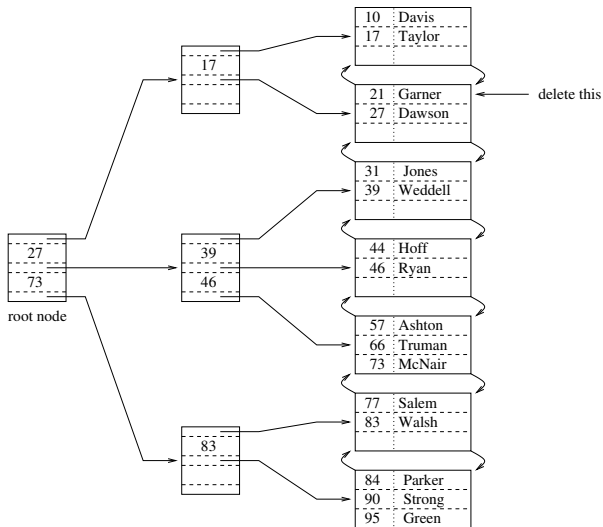 10 Davis
17 Taylor
17
21 Garner
27 Dawson
delete this
31 Jones
39 Weddell
27
73
root node
39
46
44 Hoff
46 Ryan
57 Ashton
66 Truman
73 McNair
77 Salem
83 Walsh
83
84 Parker
90 Strong
95 Green